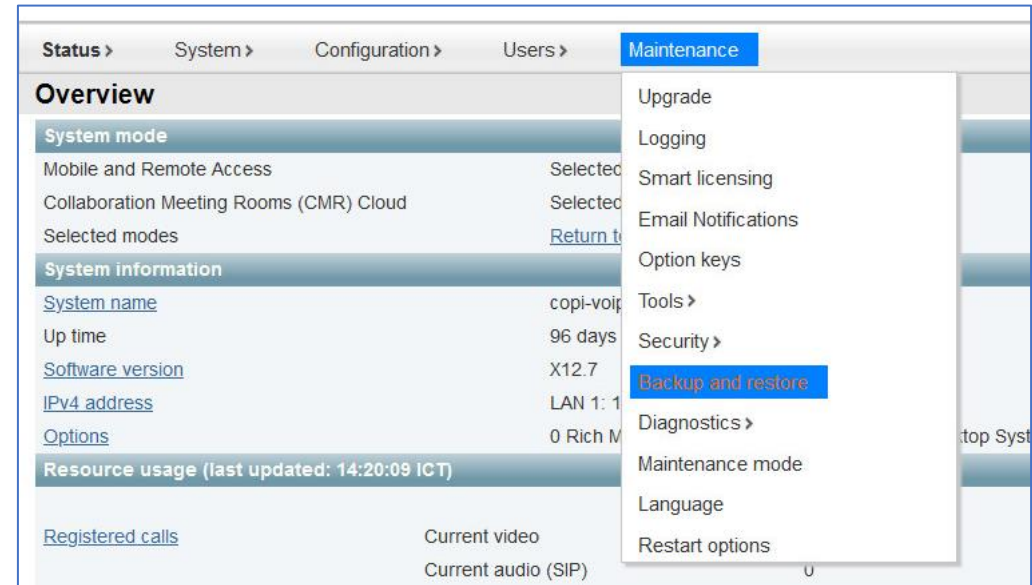 Status > System > Configuration > Users > Maintenance
Overview
Upgrade
System mode
Logging
Mobile and Remote Access Selected
Smart licensing
Collaboration Meeting Rooms (CMR) Cloud Selected
Email Notifications
Selected modes Return
Option keys
System information
System name copi-voip
Tools >
Up time 96 days
Security >
Software version X12.7
Backup and restore
IPv4 address LAN 1: 1
Diagnostics >
Options 0 Rich M top Syst
Maintenance mode
Resource usage (last updated: 14:20:09 ICT)
Language
Registered calls Current video
Restart options
Current audio (SIP) 0